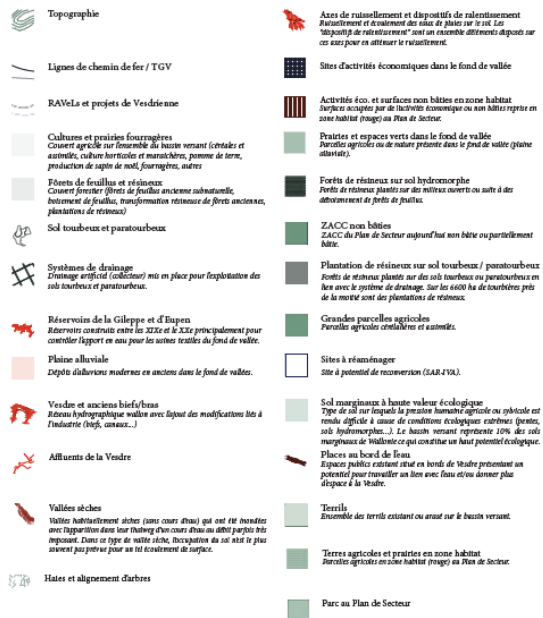 Topographie
Lignes de chemin de fer / TGV
RAVeLs et projets de Vesdrienne
Cultures et prairies fourragères
Couvert agricole sur l'ensemble du bassin versant (céréales et
assimilés, culture horticoles et maraîchères, pomme de terre,
production de sapin de noël, fourragères, autres
Fôrets de feuillus et résineux
Couvert forestier (fôrets de feuillus ancienne subnaturelle,
boisement de feuillus, transformation résineuse de fôrets anciennes,
plantations de résineux)
Sol tourbeux et paratourbeux
Systèmes de drainage
Drainage artificiel (collecteur) mis en place pour l'exploitation des
sols tourbeux et paratourbeux.
Réservoirs de la Gileppe et d'Eupen
Réservoirs construits entre les XIXe et le XXe principalement pour
contrôler l'apport en eau pour les usines textiles du fond de vallée.
Plaine alluviale
Dépôts d'alluvions modernes en anciens dans le fond de vallées.
Vesdre et anciens biefs/bras
Réseau hydrographique wallon avec l'ajout des modifications liés à
l'industrie (biefs, canaux...)
Affluents de la Vesdre
Vallées sèches
Vallées habituellement sèches (sans cours d'eau) qui ont été inondées
avec l'apparition dans leur thalweg d'un cours d'eau au débit parfois très
imposant. Dans ce type de vallée sèche, l'occupation du sol n'est le plus
souvent pas prévue pour un tel écoulement de surface.
Haies et alignement d'arbres
Axes de ruissellement et dispositifs de ralentissement
Ruissellement et écoulement des eaux de pluies sur le sol. Les
"dispositifs de ralentissement" sont un ensemble d'éléments disposés sur
ces axes pour en atténuer le ruissellement.
Sites d'activités économiques dans le fond de vallée
Activités éco. et surfaces non bâties en zone habitat
Surfaces occupées par de l'activités économique ou non bâties reprise en
zone habitat (rouge) au Plan de Secteur.
Prairies et espaces verts dans le fond de vallée
Parcelles agricoles ou de nature présente dans le fond de vallée (plaine
alluviale).
Forêts de résineux sur sol hydromorphe
Forêts de résineux plantés sur des milieux ouverts ou suite à des
déboisement de forêts de feuillus.
ZACC non bâties
ZACC du Plan de Secteur aujourd'hui non bâtie ou partiellement
bâtie.
Plantation de résineux sur sol tourbeux / paratourbeux
Forêts de résineux plantés sur des sols tourbeux ou paratourbeux en
lien avec le système de drainage. Sur les 6600 ha de tourbières près
de la moitié sont des plantations de résineux.
Grandes parcelles agricoles
Parcelles agricoles céréalières et assimilés.
Sites à réaménager
Site à potentiel de reconversion (SAR-IVA).
Sol marginaux à haute valeur écologique
Type de sol sur lesquels la pression humaine agricole ou sylvicole est
rendu difficile à cause de conditions écologiques extrêmes (pentes,
sols hydromorphes...). Le bassin versant représente 10% des sols
marginaux de Wallonie ce qui constitue un haut potentiel écologique.
Places au bord de l'eau
Espaces publics existant situé en bords de Vesdre présentant un
potentiel pour travailler un lien avec l'eau et/ou donner plus
d'espace à la Vesdre.
Terrils
Ensemble des terrils existant ou arasé sur le bassin versant.
Terres agricoles et prairies en zone habitat
Parcelles agricoles en zone habitat (rouge) au Plan de Secteur.
Parc au Plan de Secteur